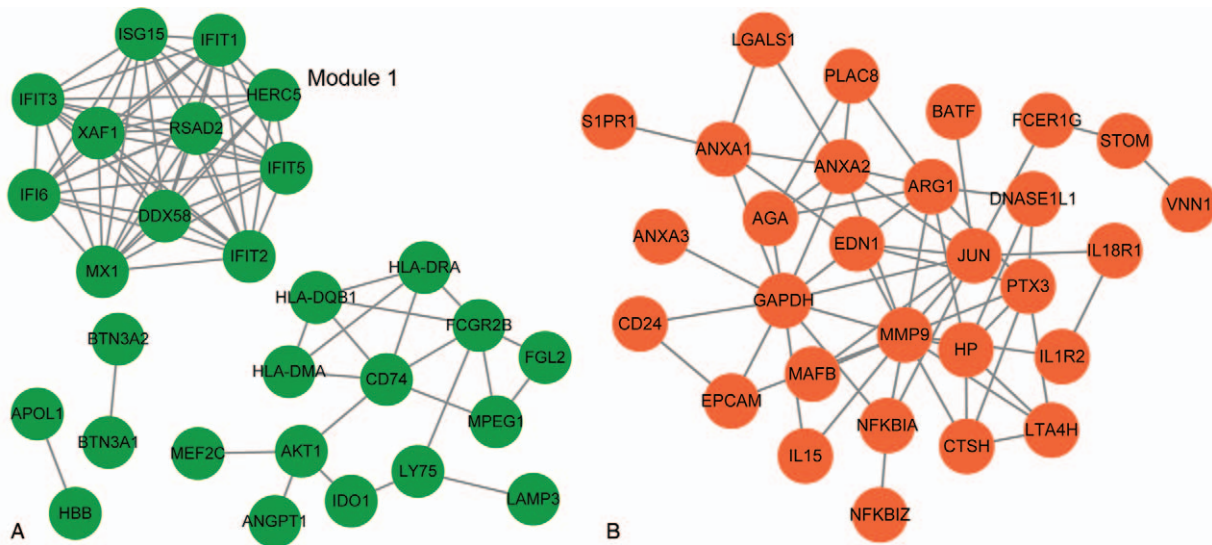 ISG15
IFIT1
Module 1
HERC5
IFIT3
XAF1
RSAD2
IFIT5
IFI6
DDX58
IFIT2
MX1
HLA-DRA
HLA-DQB1
FCGR2B
BTN3A2
FGL2
HLA-DMA
CD74
APOL1
MPEG1
BTN3A1
MEF2C
AKT1
LY75
LAMP3
IDO1
HBB
ANGPT1
A
LGALS1
PLAC8
BATF
FCER1G
S1PR1
ANXA1
STOM
ANXA2
ARG1
DNASE1L1
VNN1
AGA
ANXA3
EDN1
JUN
IL18R1
PTX3
GAPDH
CD24
MMP9
HP
IL1R2
MAFB
EPCAM
NFKBIA
LTA4H
IL15
CTSH
NFKBIZ
B